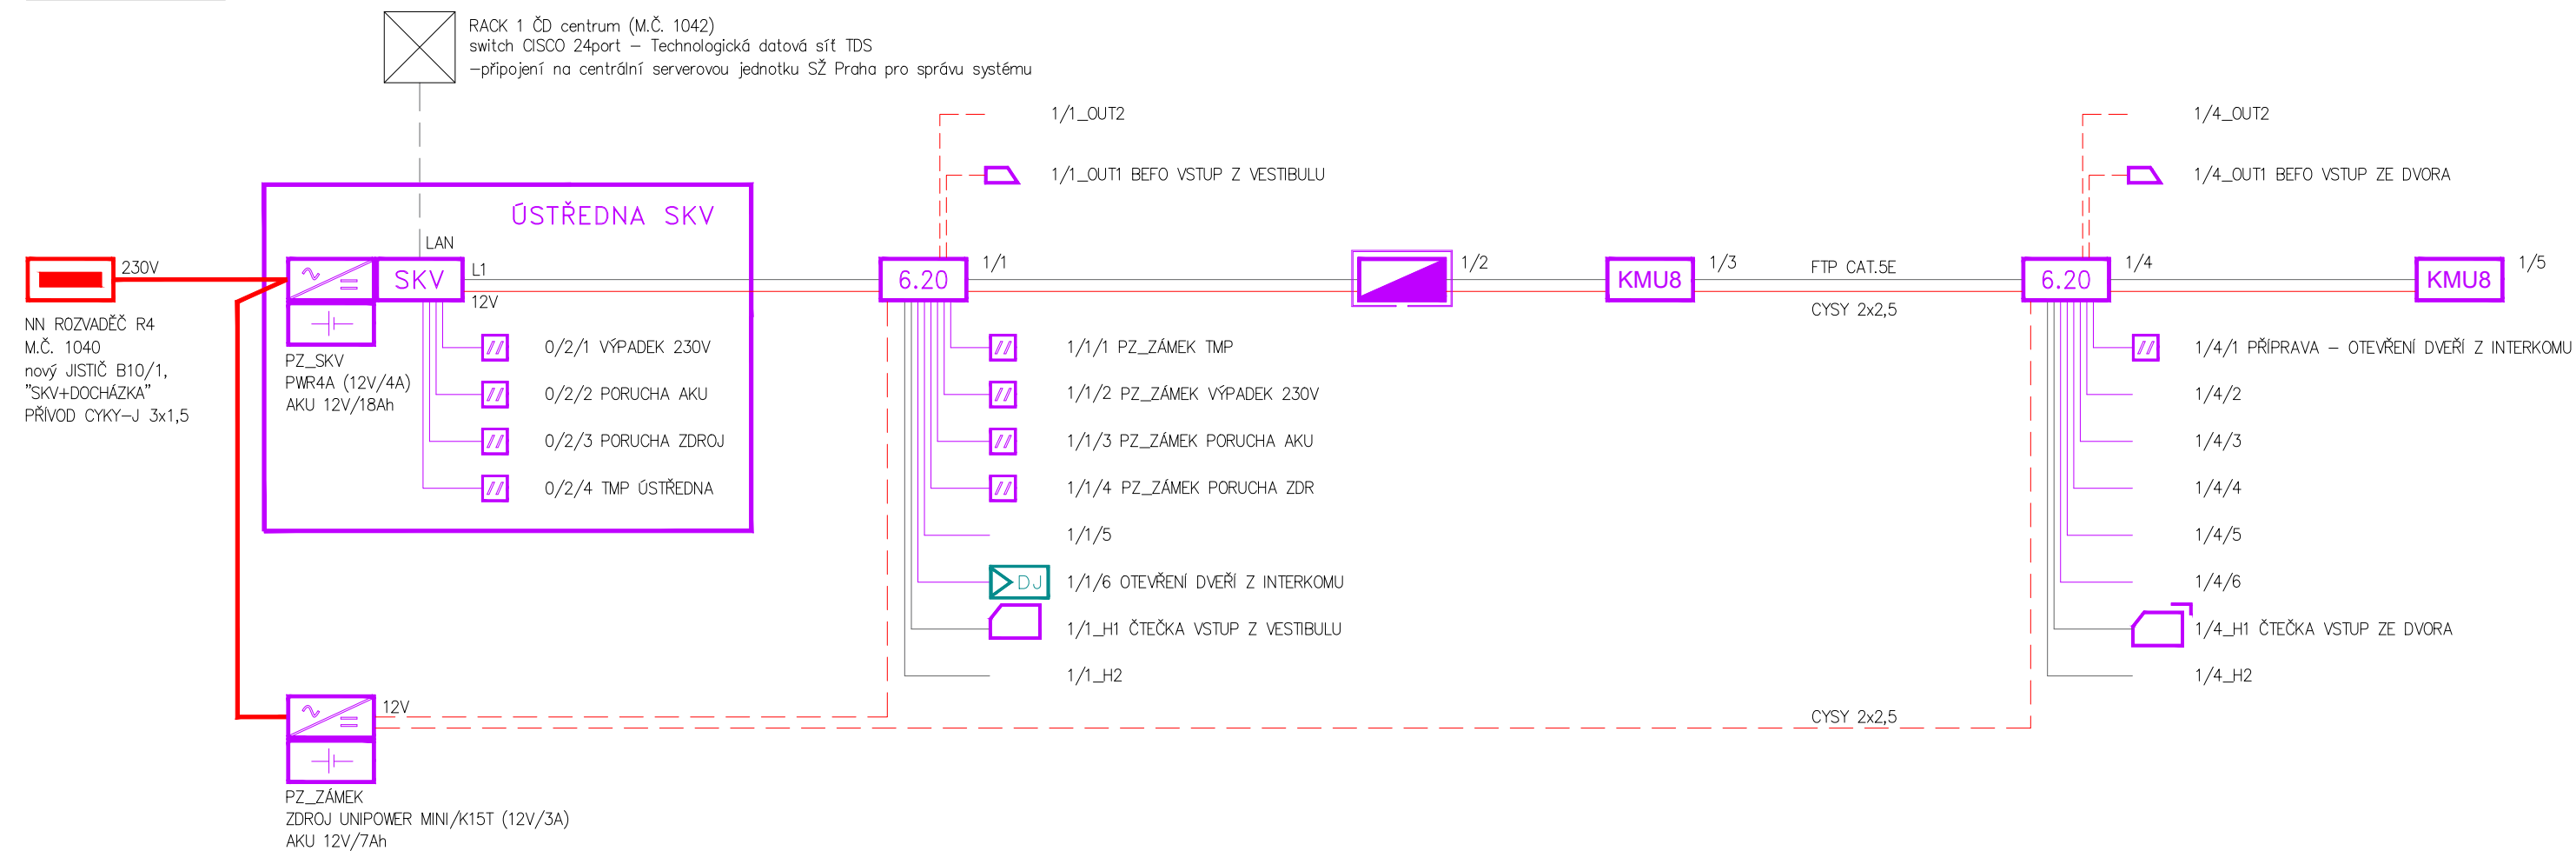 RACK 1 ČD centrum (M.Č. 1042)
switch CISCO 24port – Technologická datová síť TDS
–připojení na centrální serverovou jednotku SŽ Praha pro správu systému
1/1_OUT2
1/4_OUT2
1/1_OUT1 BEFO VSTUP Z VESTIBULU
1/4_OUT1 BEFO VSTUP ZE DVORA
ÚSTŘEDNA SKV
LAN
230V
SKV
L1
12V
6.20
1/1
1/2
KMU8
1/3
FTP CAT.5E
CYSY 2x2,5
6.20
1/4
KMU8
1/5
NN ROZVADĚČ R4
M.Č. 1040
nový JISTIČ B10/1,
"SKV+DOCHÁZKA"
PŘÍVOD CYKY–J 3x1,5
PZ_SKV
PWR4A (12V/4A)
AKU 12V/18Ah
0/2/1 VÝPADEK 230V
0/2/2 PORUCHA AKU
0/2/3 PORUCHA ZDROJ
0/2/4 TMP ÚSTŘEDNA
1/1/1 PZ_ZÁMEK TMP
1/1/2 PZ_ZÁMEK VÝPADEK 230V
1/1/3 PZ_ZÁMEK PORUCHA AKU
1/1/4 PZ_ZÁMEK PORUCHA ZDR
1/1/5
DJ
1/1/6 OTEVŘENÍ DVEŘÍ Z INTERKOMU
1/1_H1 ČTEČKA VSTUP Z VESTIBULU
1/1_H2
1/4/1 PŘÍPRAVA – OTEVŘENÍ DVEŘÍ Z INTERKOMU
1/4/2
1/4/3
1/4/4
1/4/5
1/4/6
1/4_H1 ČTEČKA VSTUP ZE DVORA
1/4_H2
12V
CYSY 2x2,5
PZ_ZÁMEK
ZDROJ UNIPOWER MINI/K15T (12V/3A)
AKU 12V/7Ah